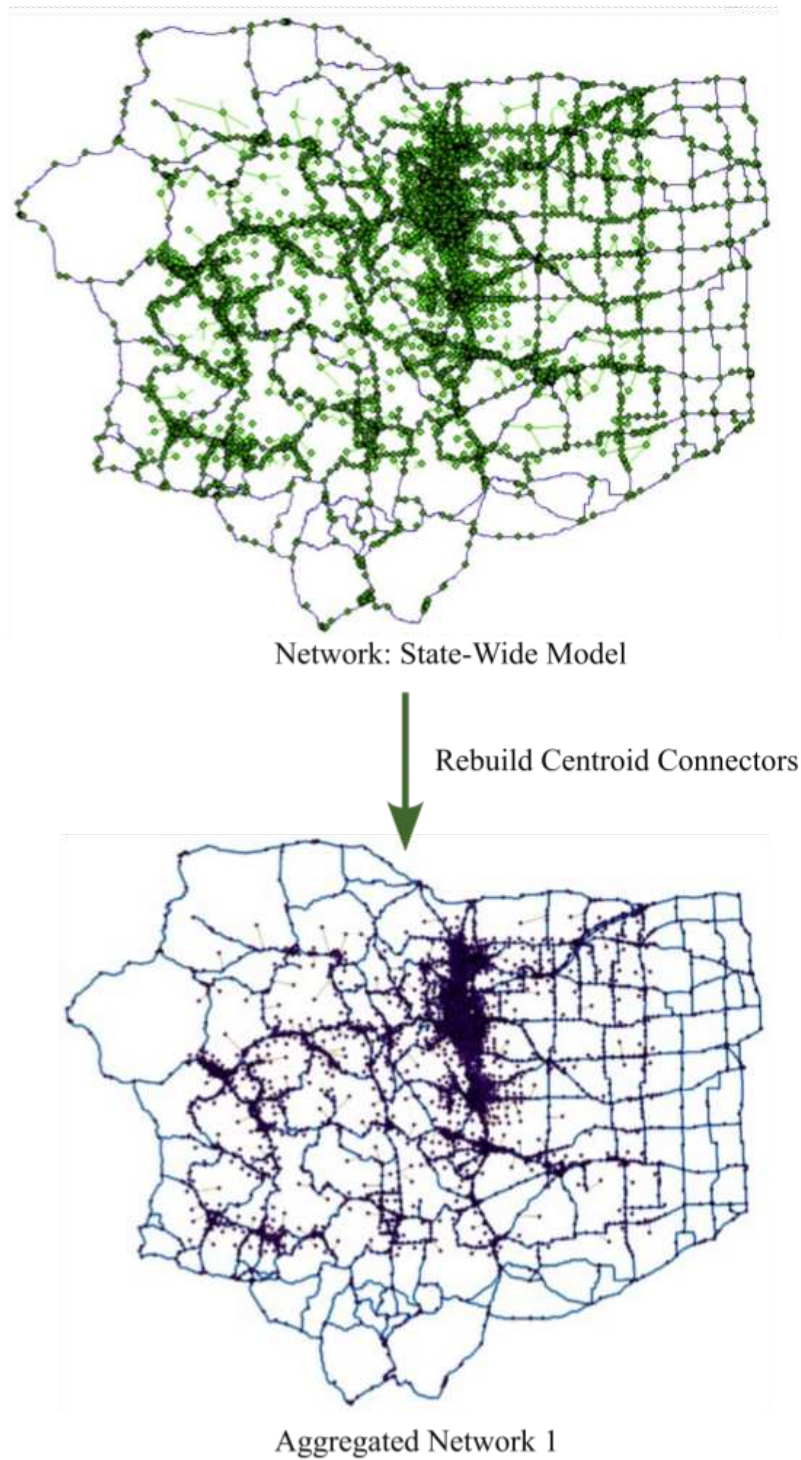 Network: State-Wide Model
Rebuild Centroid Connectors
Aggregated Network 1